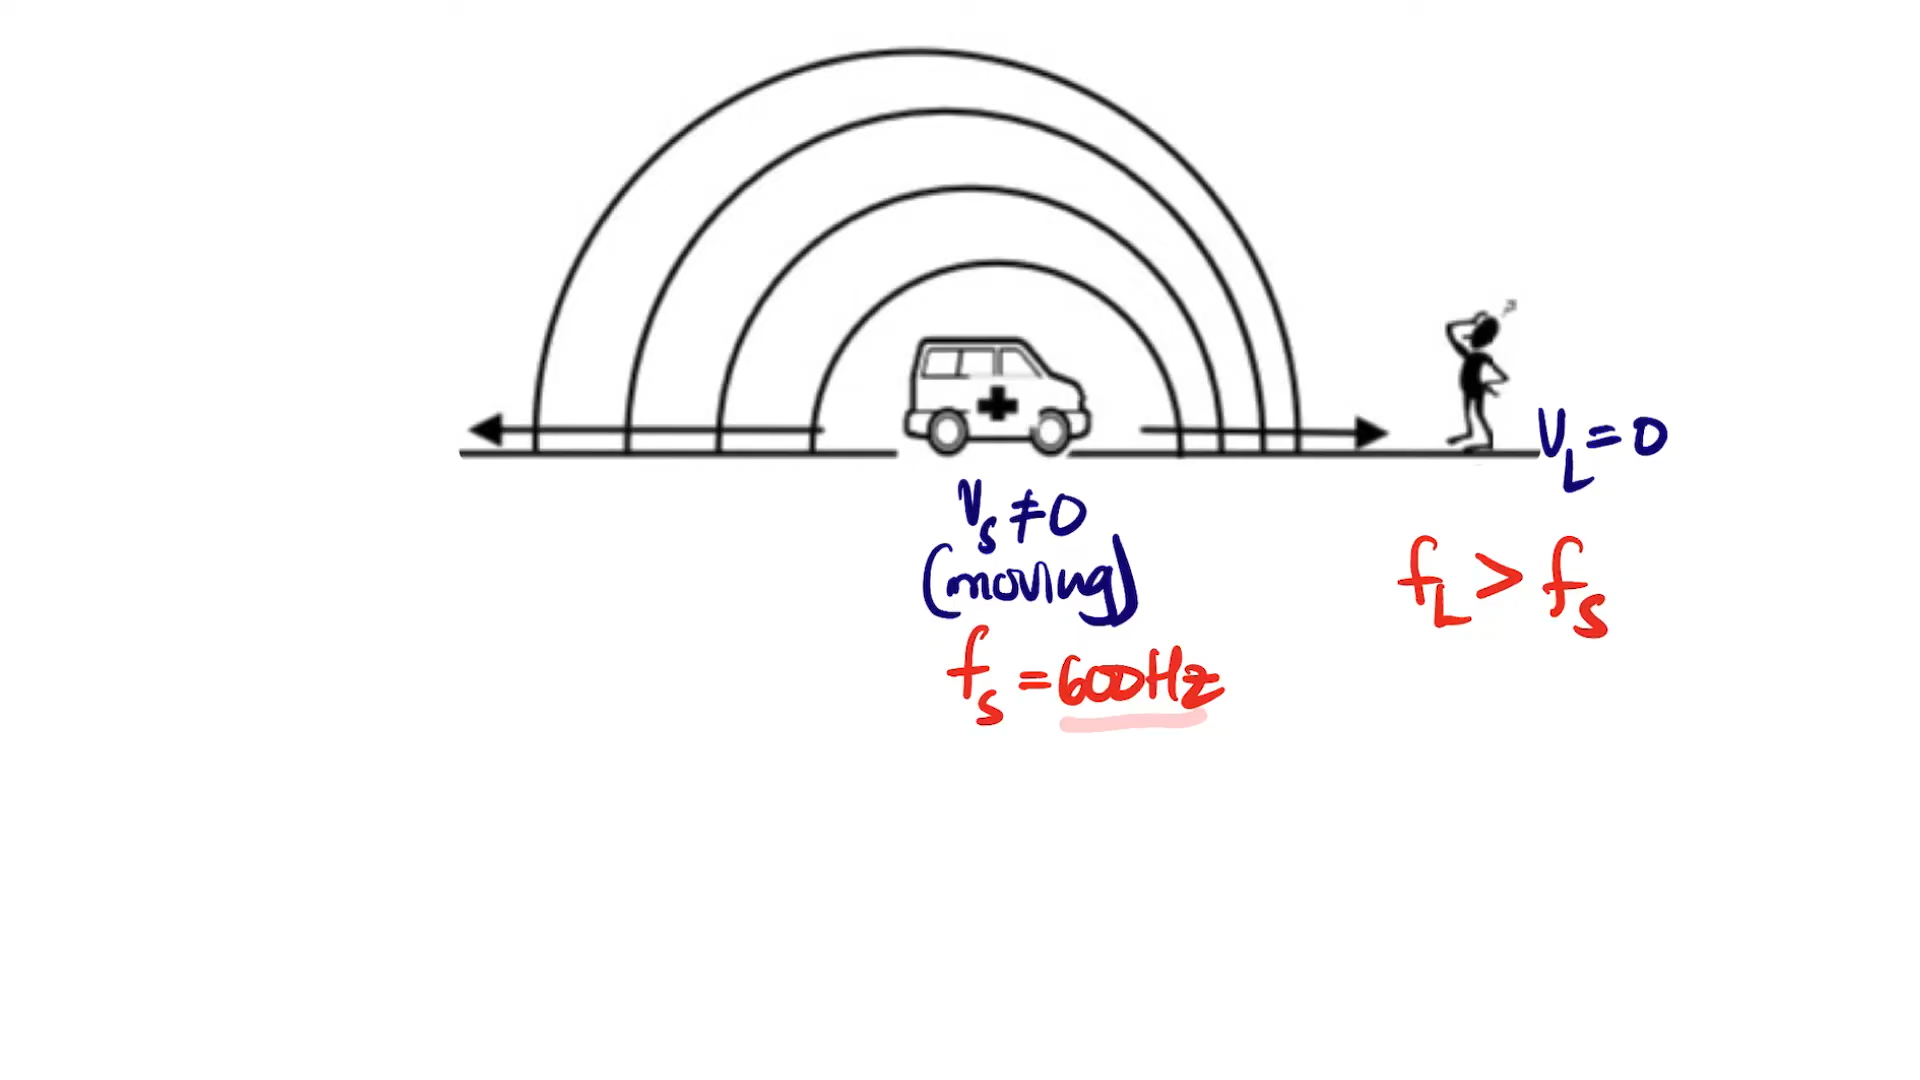 V_L = 0
V_s ≠ 0
(moving)
f_L > f_s
f_s = 600Hz